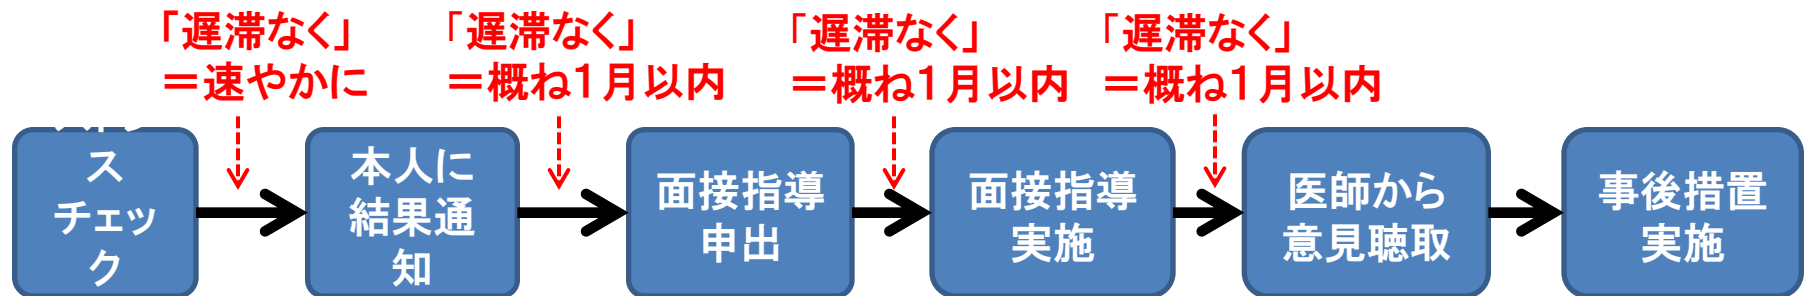 「遅滞なく」
＝速やかに
「遅滞なく」
＝概ね１月以内
「遅滞なく」
＝概ね１月以内
「遅滞なく」
＝概ね１月以内
ス
チェッ
ク
本人に
結果通
知
面接指導
申出
面接指導
実施
医師から
意見聴取
事後措置
実施